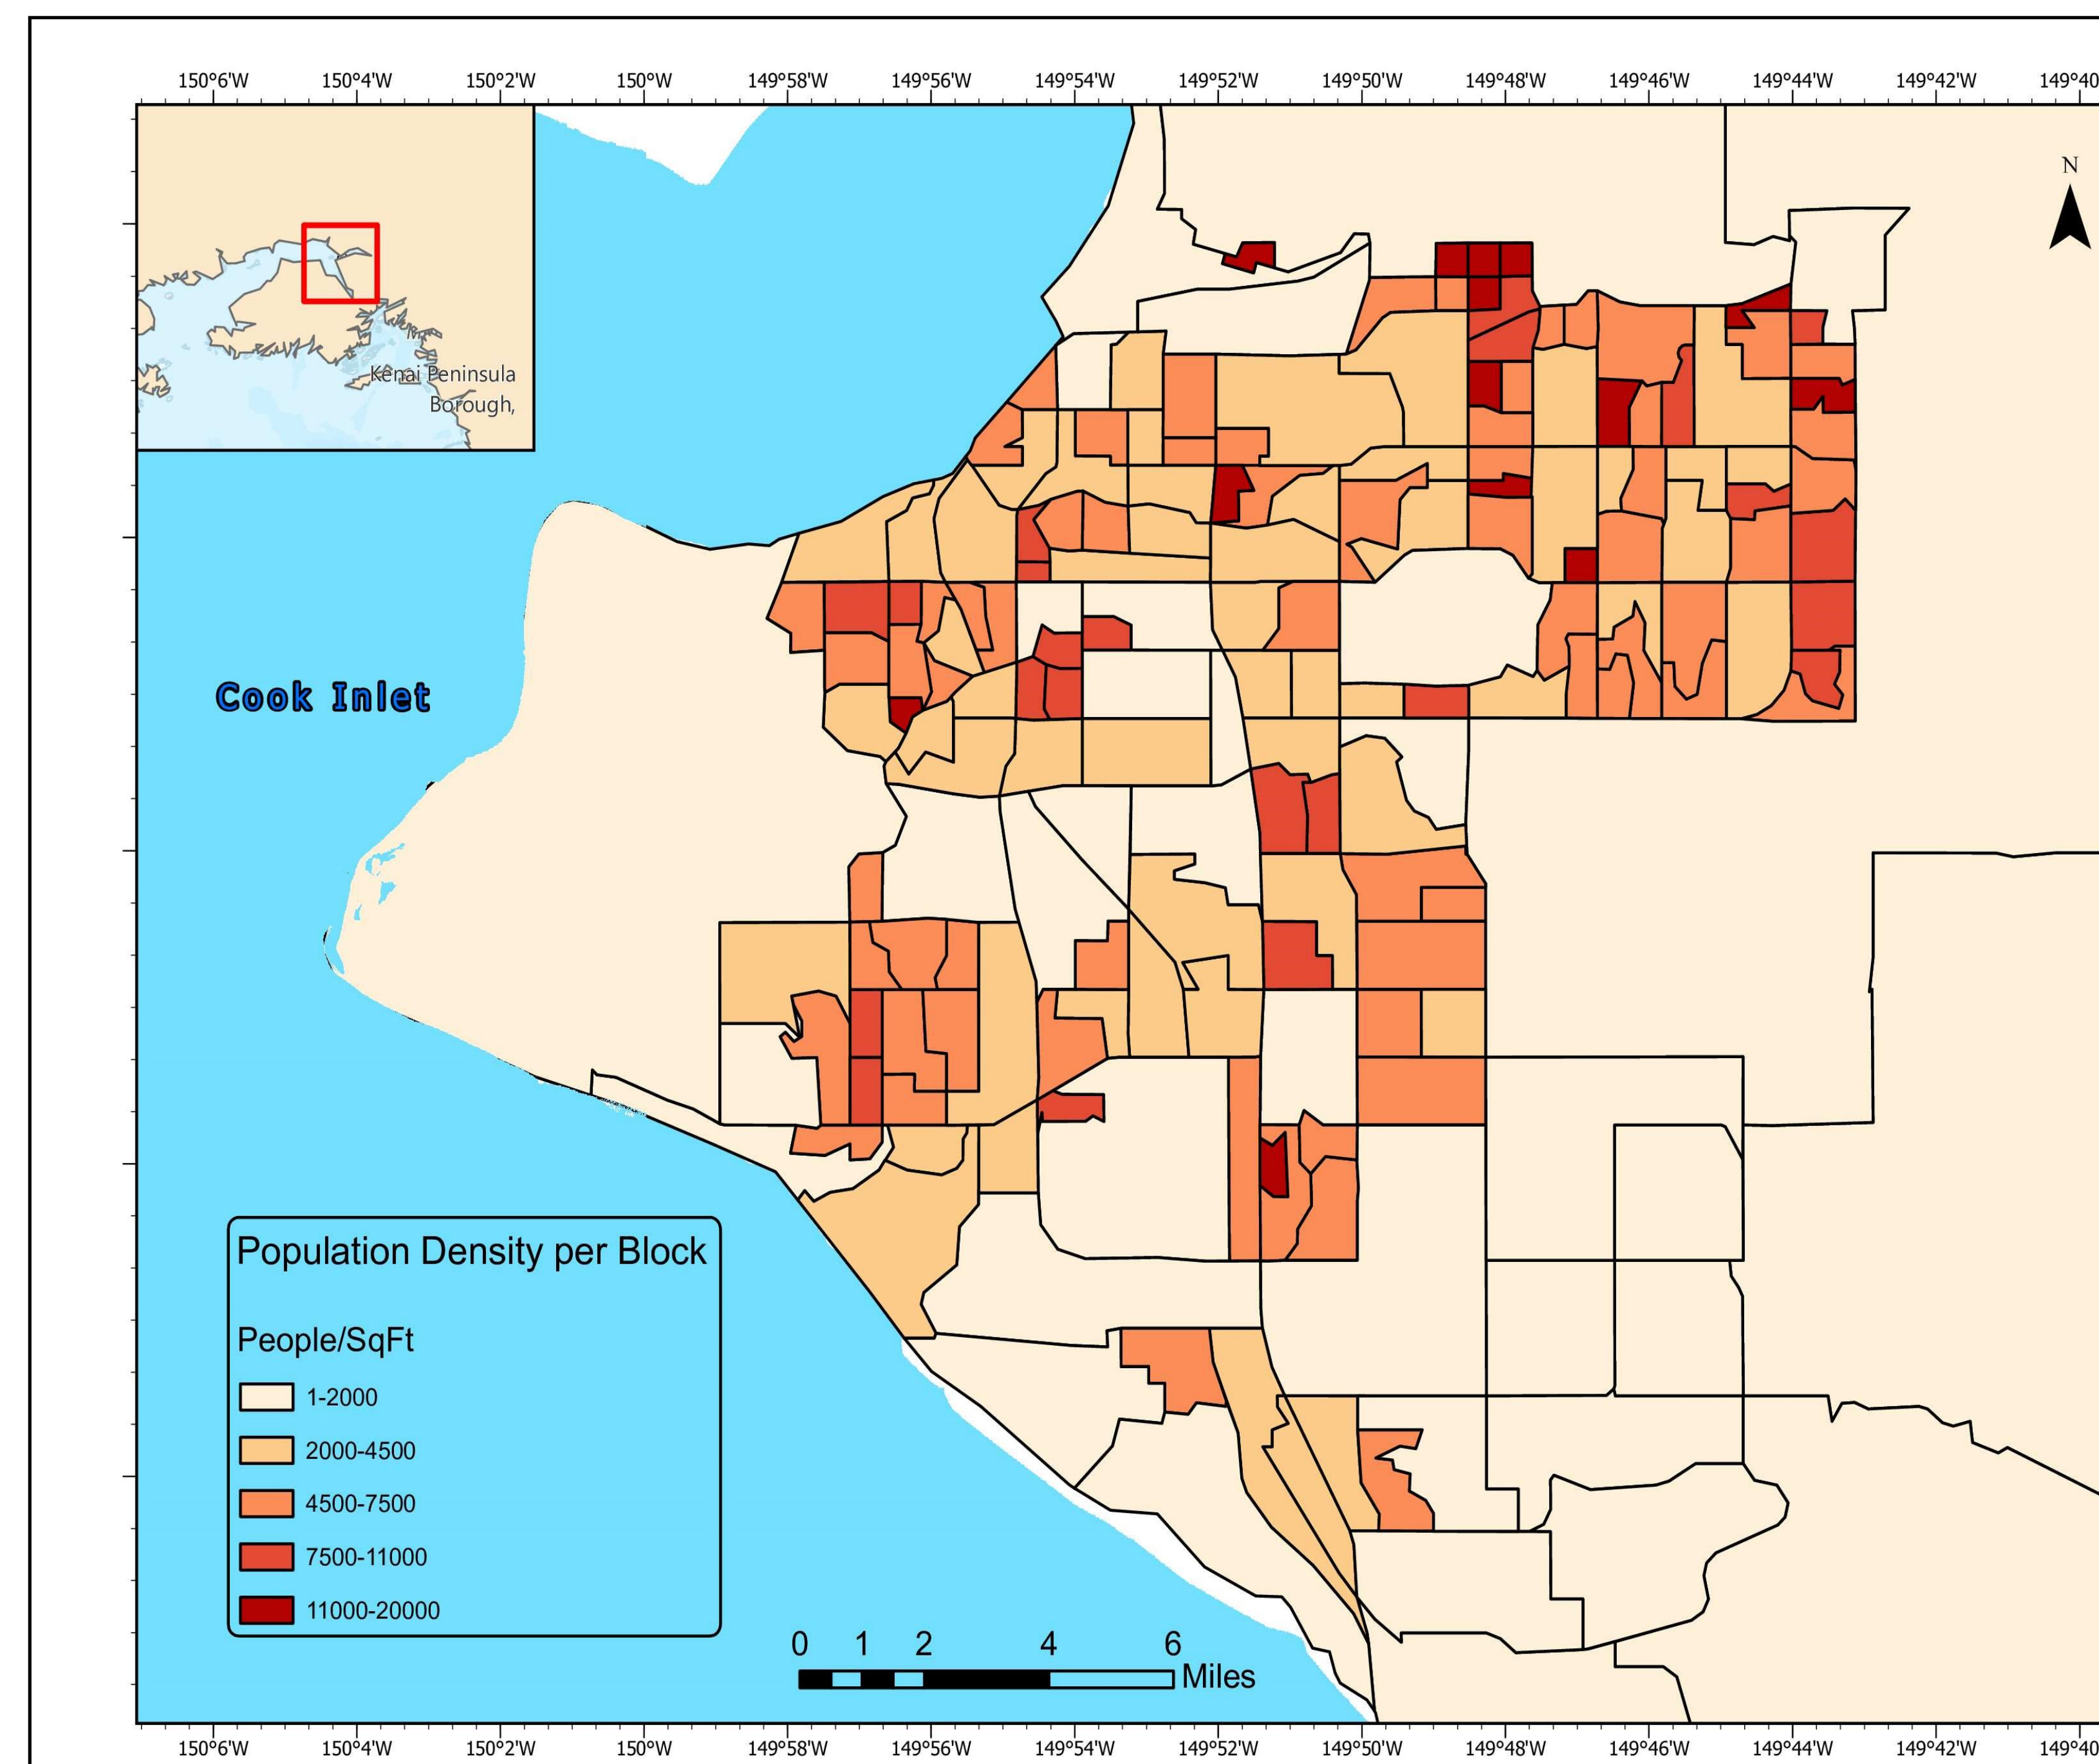 150°6'W 150°4'W 150°2'W 150°W 149°58'W 149°56'W 149°54'W 149°52'W 149°50'W 149°48'W 149°46'W 149°44'W 149°42'W 149°40
N
Kenai Peninsula
Borough,
Cook Inlet
Population Density per Block
People/SqFt
1-2000
2000-4500
4500-7500
7500-11000
11000-20000
0 1 2 4 6
Miles
150°6'W 150°4'W 150°2'W 150°W 149°58'W 149°56'W 149°54'W 149°52'W 149°50'W 149°48'W 149°46'W 149°44'W 149°42'W 149°40